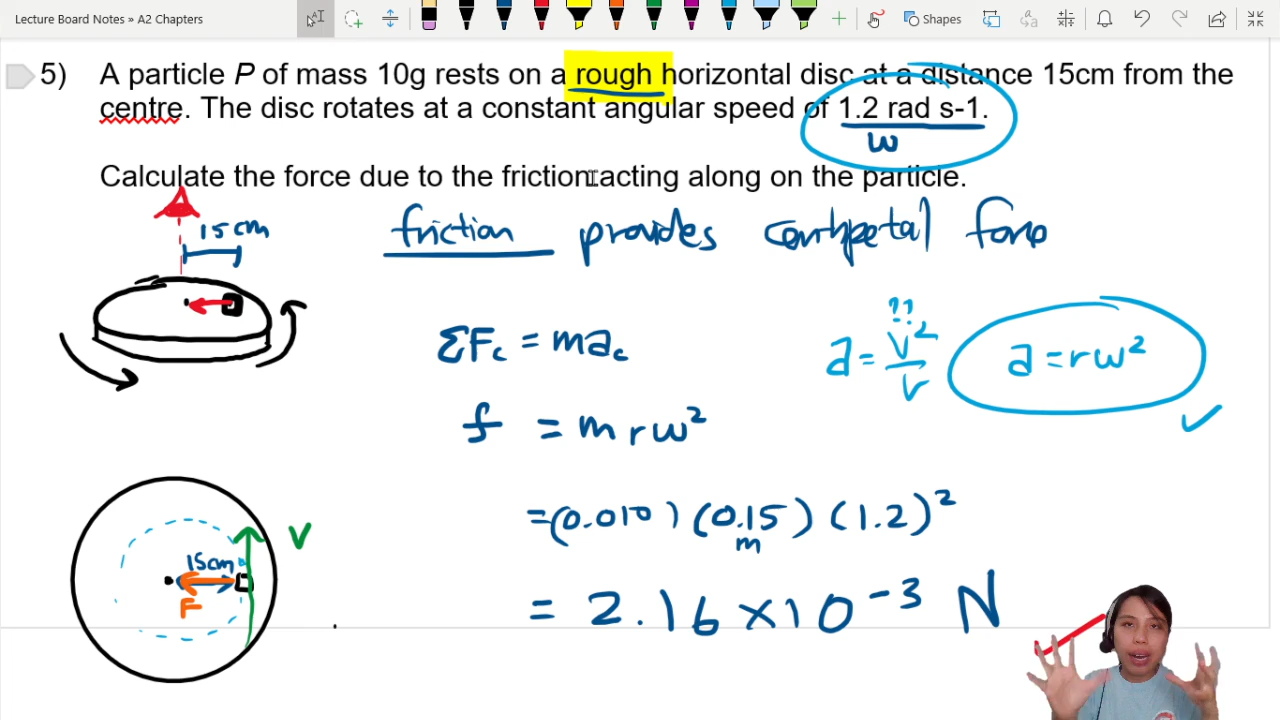 Lecture Board Notes » A2 Chapters
Shapes
5) A particle P of mass 10g rests on a rough horizontal disc at a distance 15cm from the
centre. The disc rotates at a constant angular speed of 1.2 rad s-1.
w
Calculate the force due to the friction acting along on the particle.
15cm
friction provides centripetal force
ΣFc = mac
??
a = v²/r
a = rw²
f = mrw²
= (0.010) (0.15) (1.2)²
m
= 2.16 × 10⁻³ N
v
15cm
F